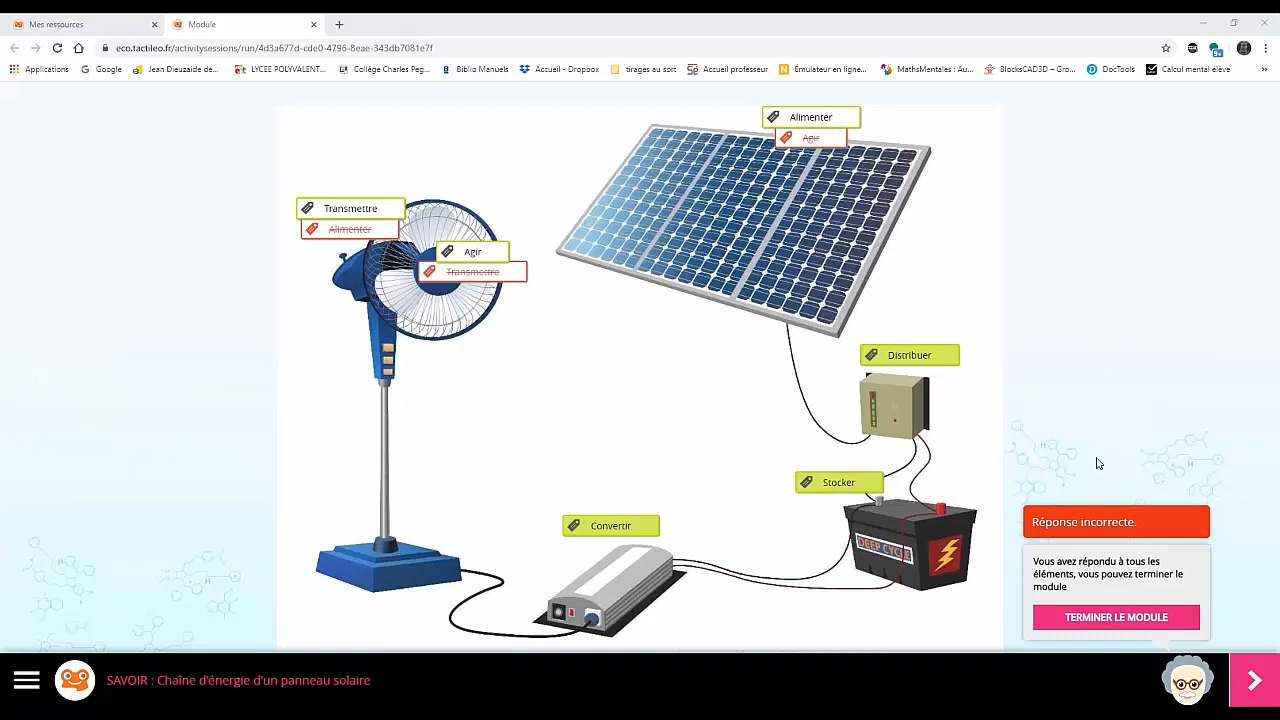 Mes ressources
Module
eco.tactileo.fr/activitysessions/run/4d3a677d-cde0-4796-8eae-343db7081e7f
Applications
Google
Jean Dieuzaide de...
LYCEE POLYVALENT...
Collège Charles Peg...
Biblio Manuels
Accueil - Dropbox
tirages au sort
Accueil professeur
Émulateur en ligne...
MathsMentales : Au...
BlocksCAD3D – Gro...
DocTools
Calcul mental élève
»
Alimenter
Agir
Transmettre
Alimenter
Agir
Transmettre
Distribuer
Stocker
Convertir
DEEP CYCLE
Réponse incorrecte.
Vous avez répondu à tous les
éléments, vous pouvez terminer le
module
TERMINER LE MODULE
SAVOIR : Chaîne d'énergie d'un panneau solaire